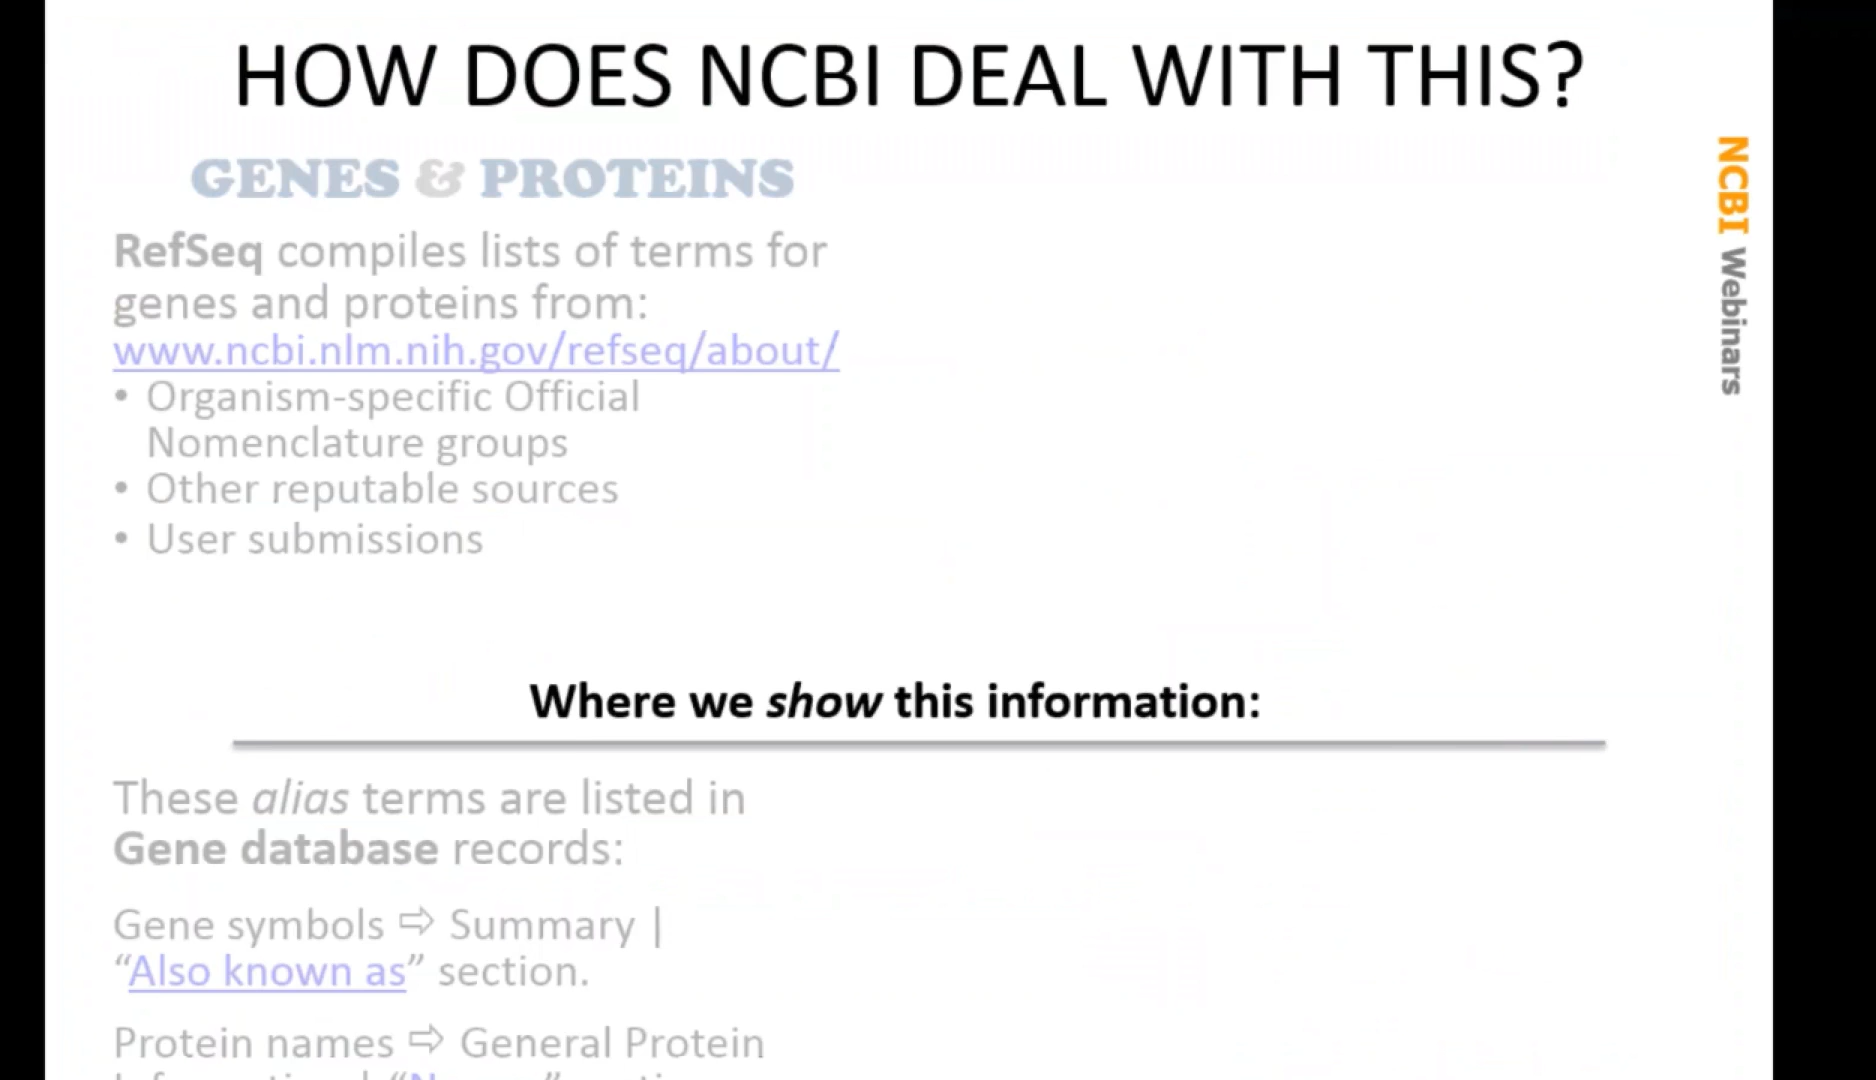 HOW DOES NCBI DEAL WITH THIS?
GENES & PROTEINS
RefSeq compiles lists of terms for
genes and proteins from:
www.ncbi.nlm.nih.gov/refseq/about/
• Organism-specific Official
Nomenclature groups
• Other reputable sources
• User submissions
Where we show this information:
These alias terms are listed in
Gene database records:
Gene symbols ⇨ Summary |
“Also known as” section.
Protein names ⇨ General Protein
NCBI Webinars